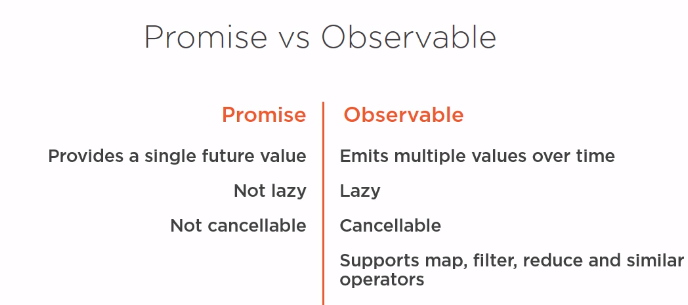 Promise vs Observable
Promise
Observable
Provides a single future value
Emits multiple values over time
Not lazy
Lazy
Not cancellable
Cancellable
Supports map, filter, reduce and similar
operators